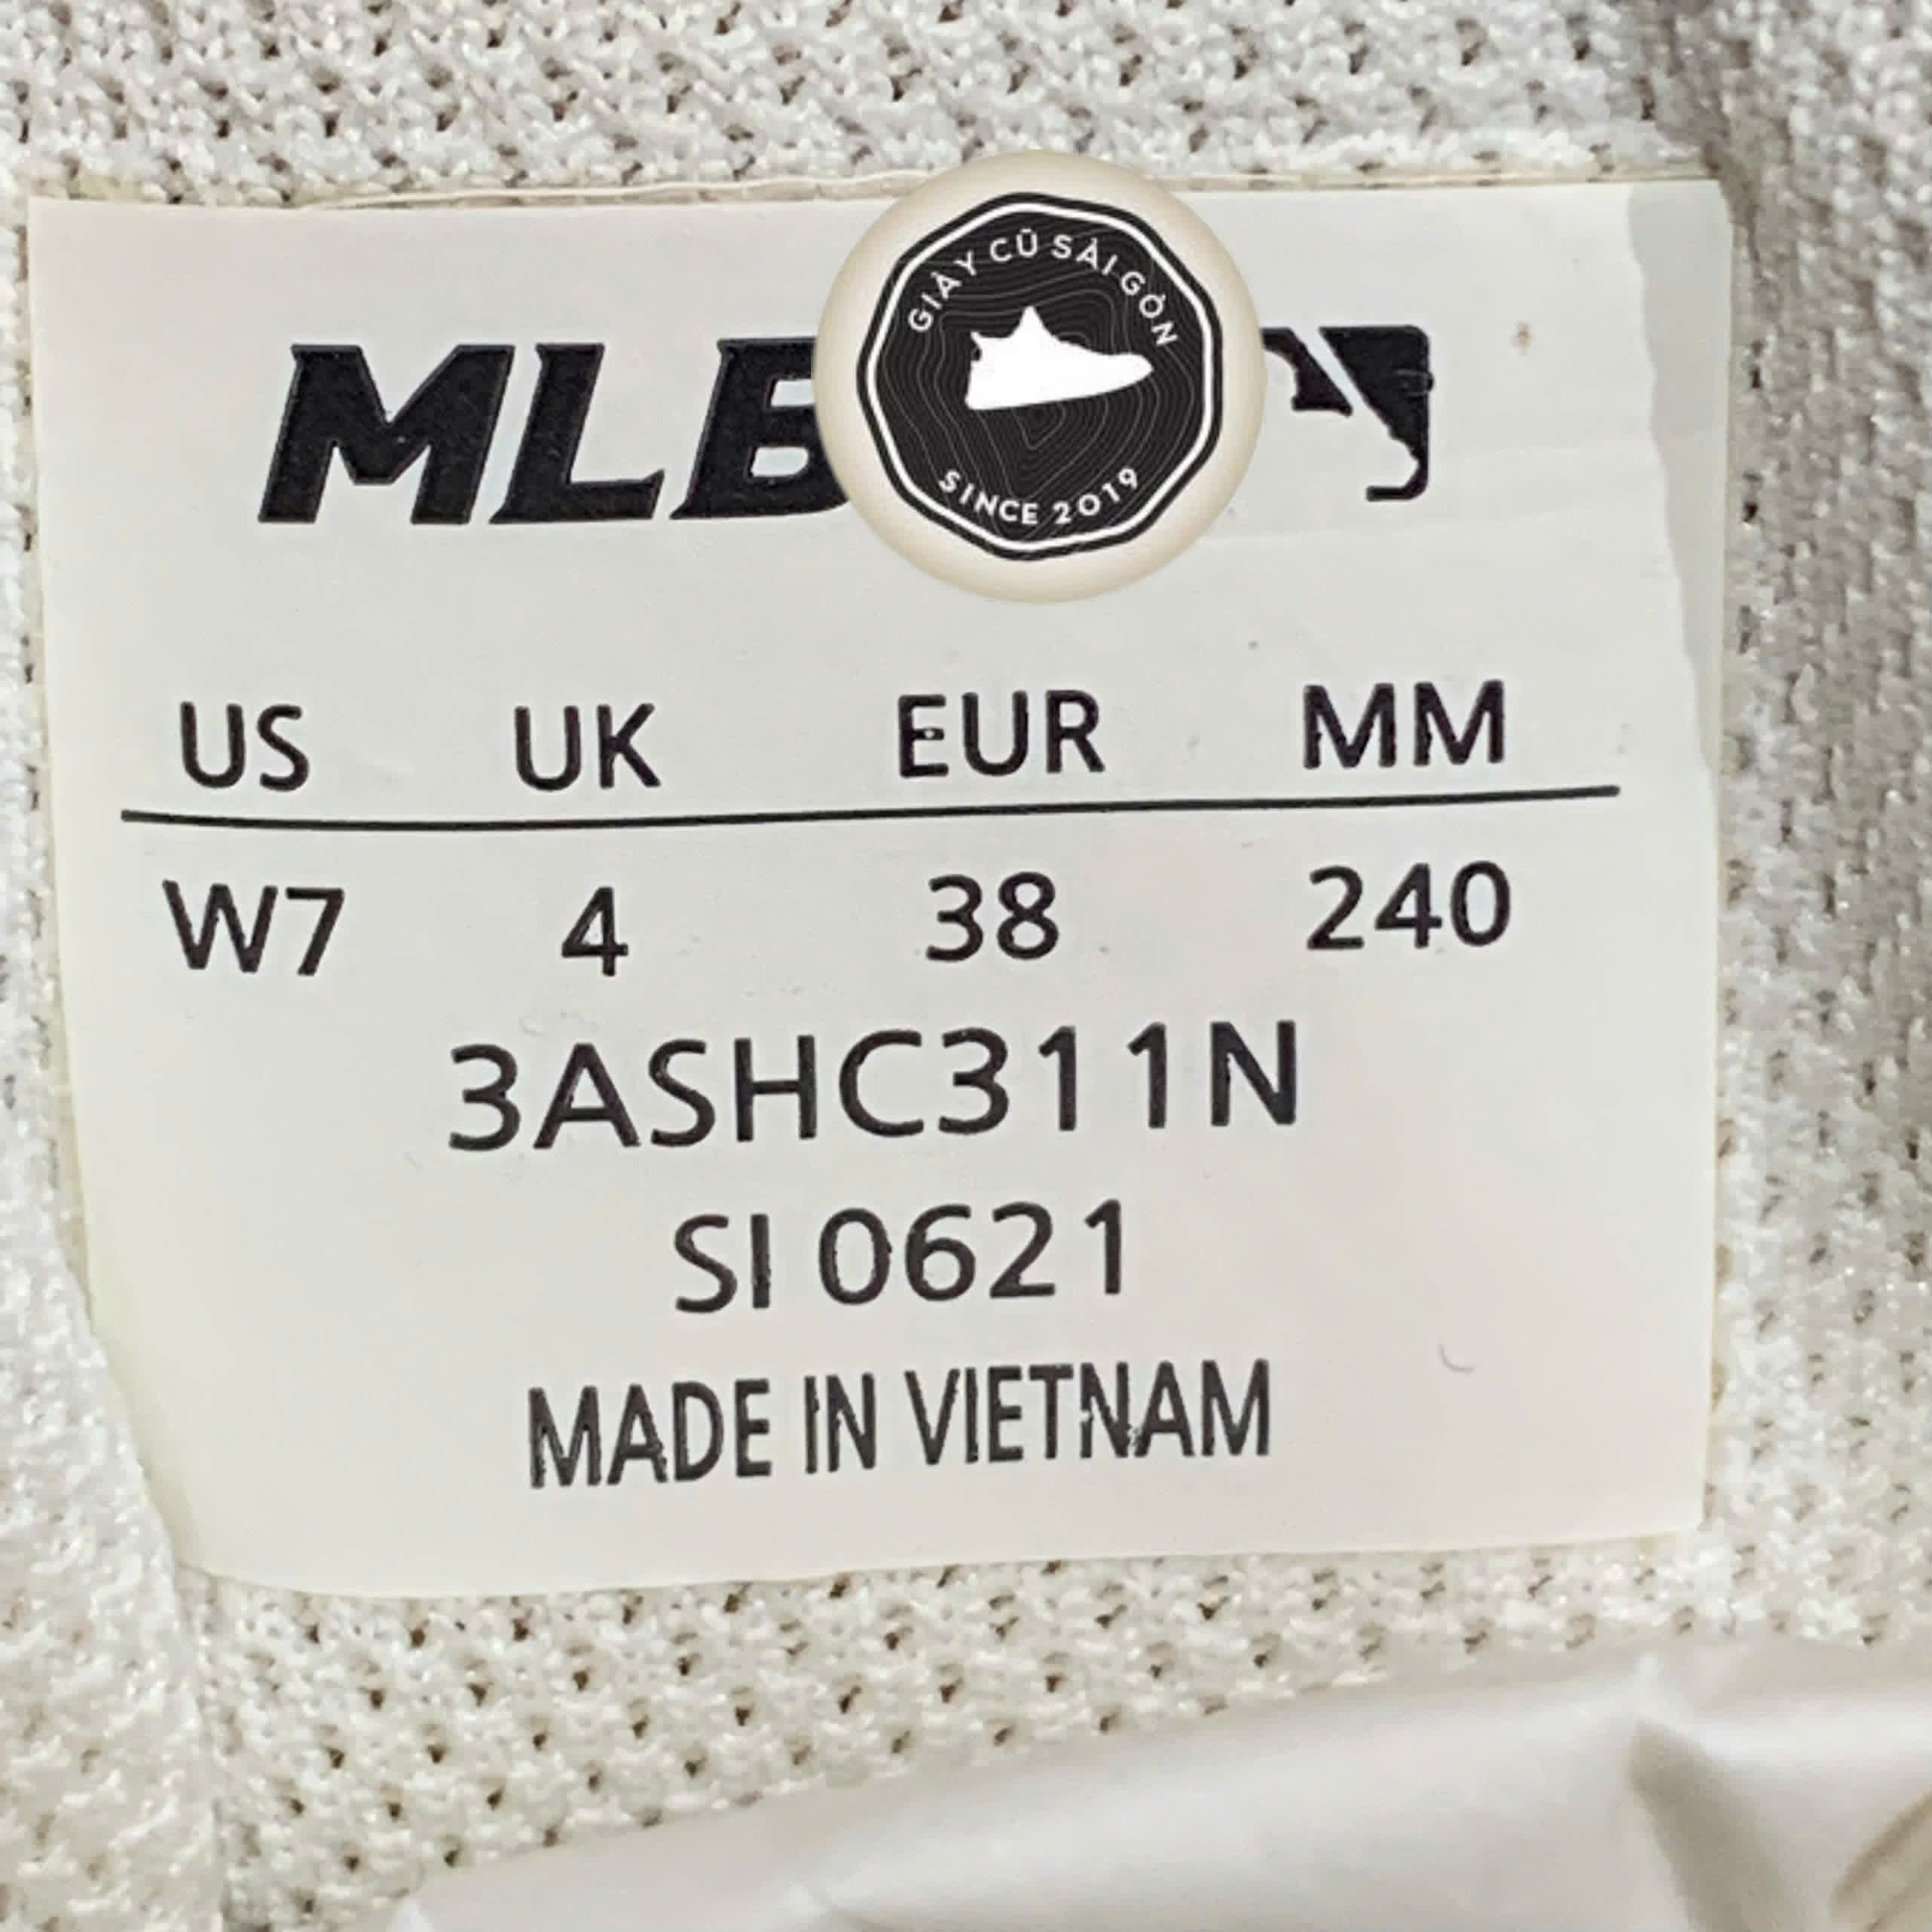 GIÀY CŨ SÀI GÒN
MLB
SINCE 2019
US UK EUR MM
W7 4 38 240
3ASHC311N
SI 0621
MADE IN VIETNAM